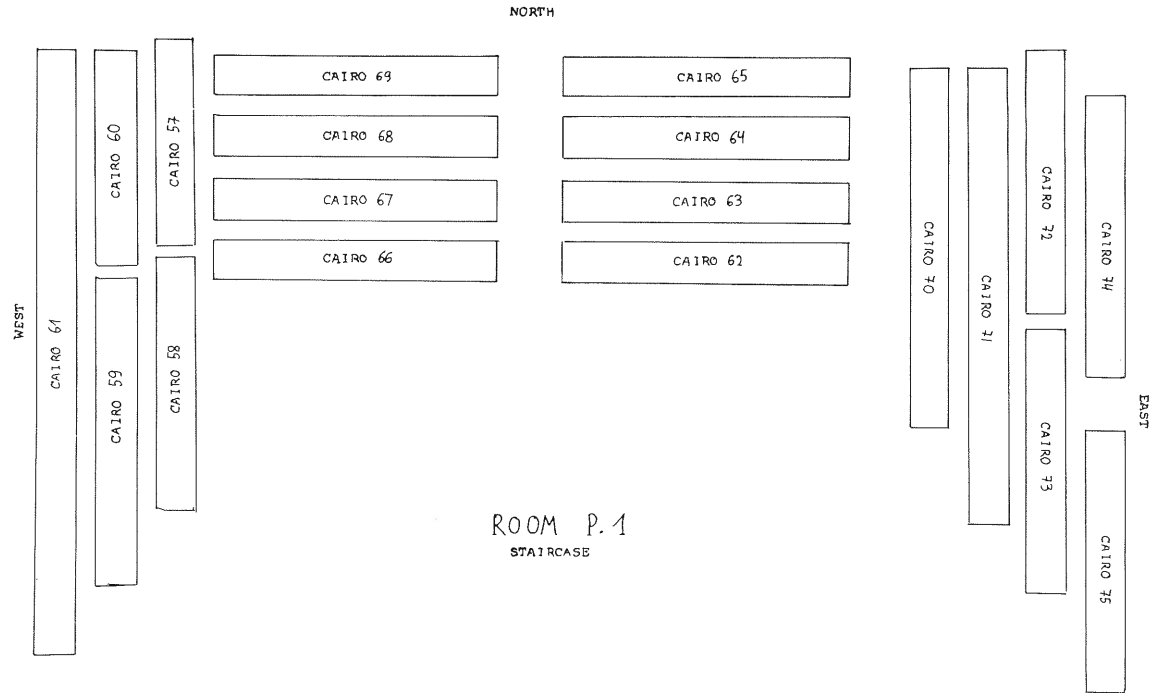 NORTH
WEST
CAIRO 61
CAIRO 60
CAIRO 59
CAIRO 57
CAIRO 58
CAIRO 69
CAIRO 68
CAIRO 67
CAIRO 66
CAIRO 65
CAIRO 64
CAIRO 63
CAIRO 62
CAIRO 70
CAIRO 71
CAIRO 72
CAIRO 73
CAIRO 74
CAIRO 75
EAST
ROOM P.1
STAIRCASE